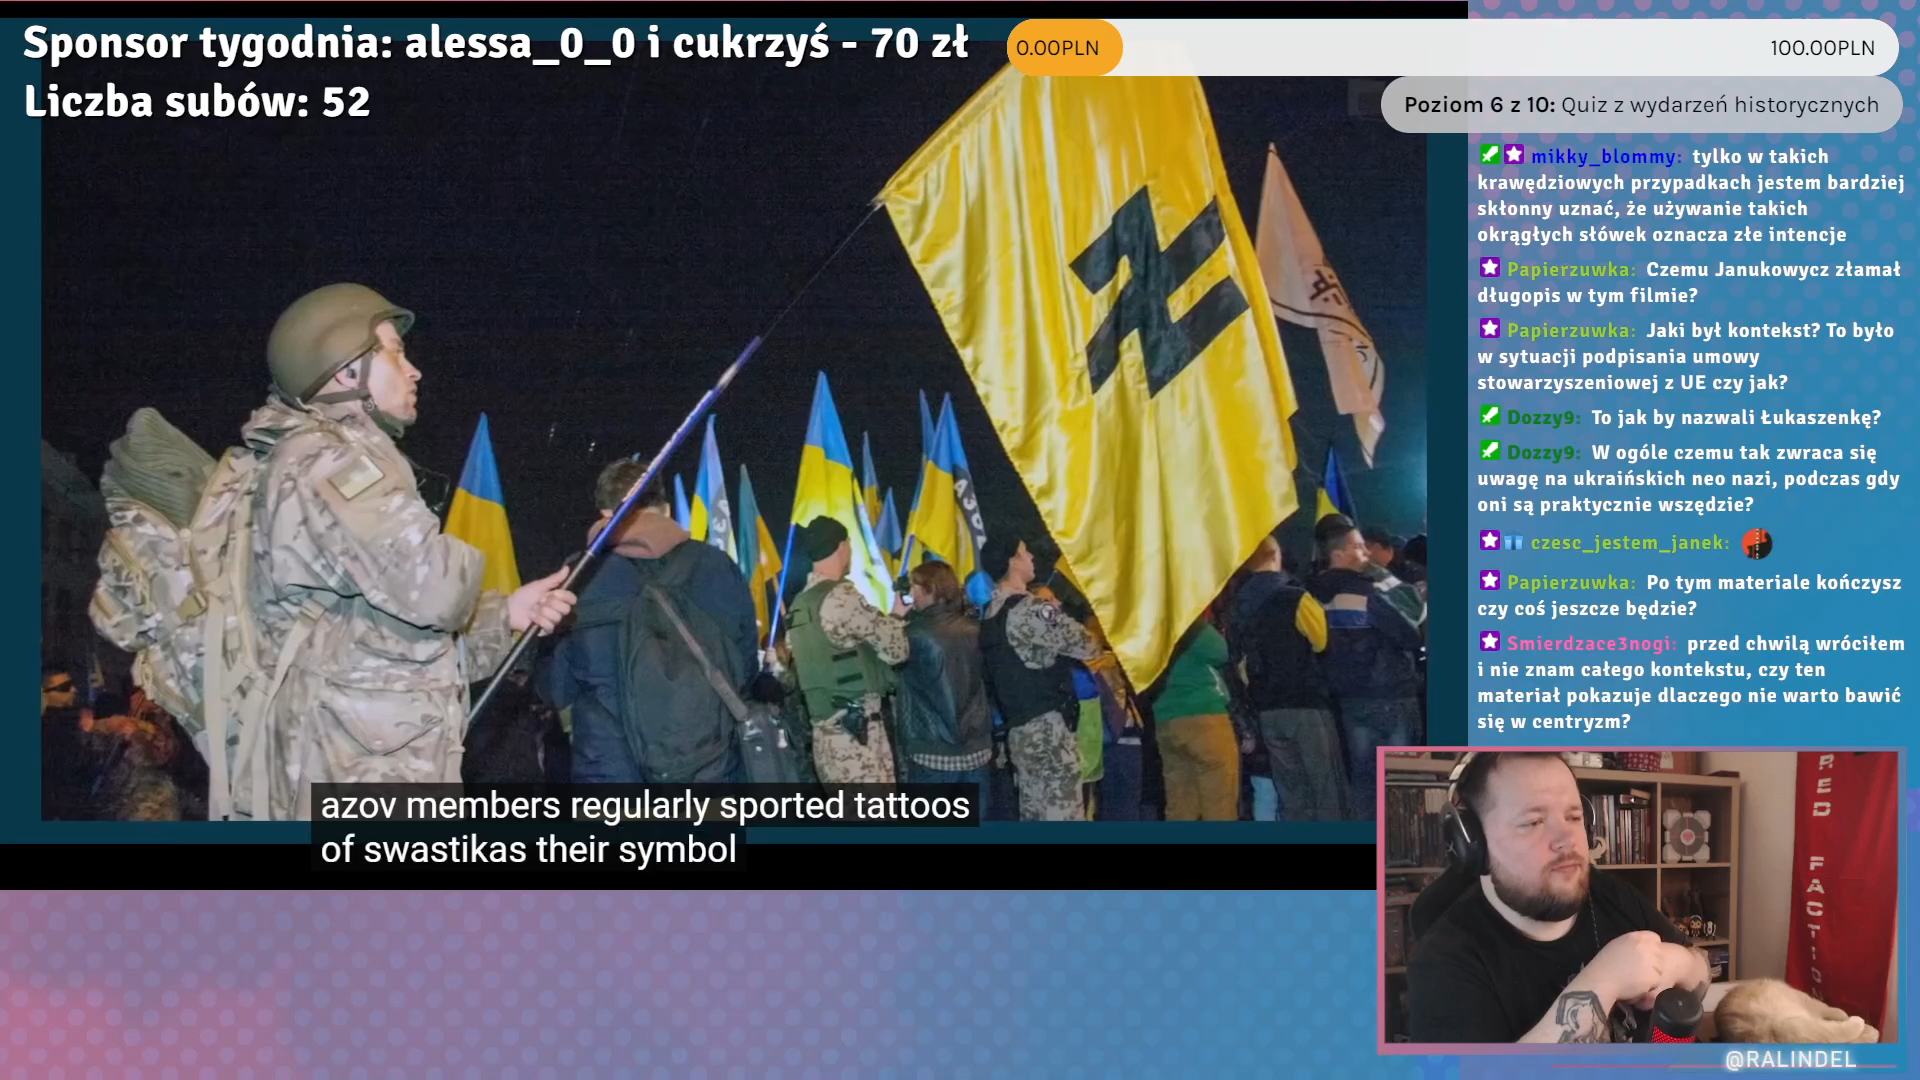 Sponsor tygodnia: alessa_0_0 i cukrzyś - 70 zł
Liczba subów: 52
0.00PLN
100.00PLN
Poziom 6 z 10: Quiz z wydarzeń historycznych
mikky_blommy: tylko w takich
krawędziowych przypadkach jestem bardziej
skłonny uznać, że używanie takich
okrągłych słówek oznacza złe intencje
Papierzuwka: Czemu Janukowycz złamał
długopis w tym filmie?
Papierzuwka: Jaki był kontekst? To było
w sytuacji podpisania umowy
stowarzyszeniowej z UE czy jak?
Dozzy9: To jak by nazwali Łukaszenkę?
Dozzy9: W ogóle czemu tak zwraca się
uwagę na ukraińskich neo nazi, podczas gdy
oni są praktycznie wszędzie?
czesc_jestem_janek:
Papierzuwka: Po tym materiale kończysz
czy coś jeszcze będzie?
Smierdzace3nogi: przed chwilą wróciłem
i nie znam całego kontekstu, czy ten
materiał pokazuje dlaczego nie warto bawić
się w centryzm?
azov members regularly sported tattoos
of swastikas their symbol
RED FACTION
@RALINDEL